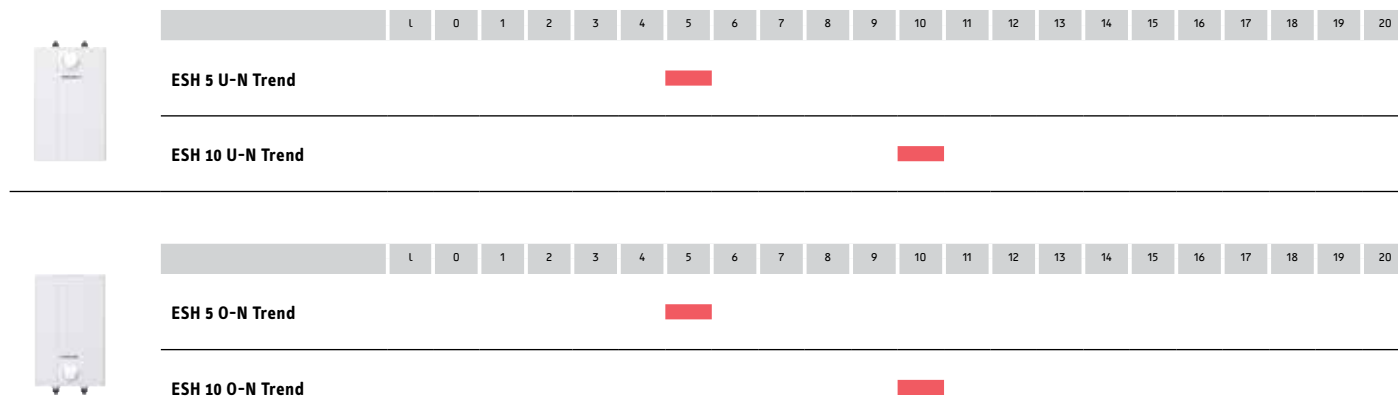 l 0 1 2 3 4 5 6 7 8 9 10 11 12 13 14 15 16 17 18 19 20
ESH 5 U-N Trend
ESH 10 U-N Trend
l 0 1 2 3 4 5 6 7 8 9 10 11 12 13 14 15 16 17 18 19 20
ESH 5 O-N Trend
ESH 10 O-N Trend